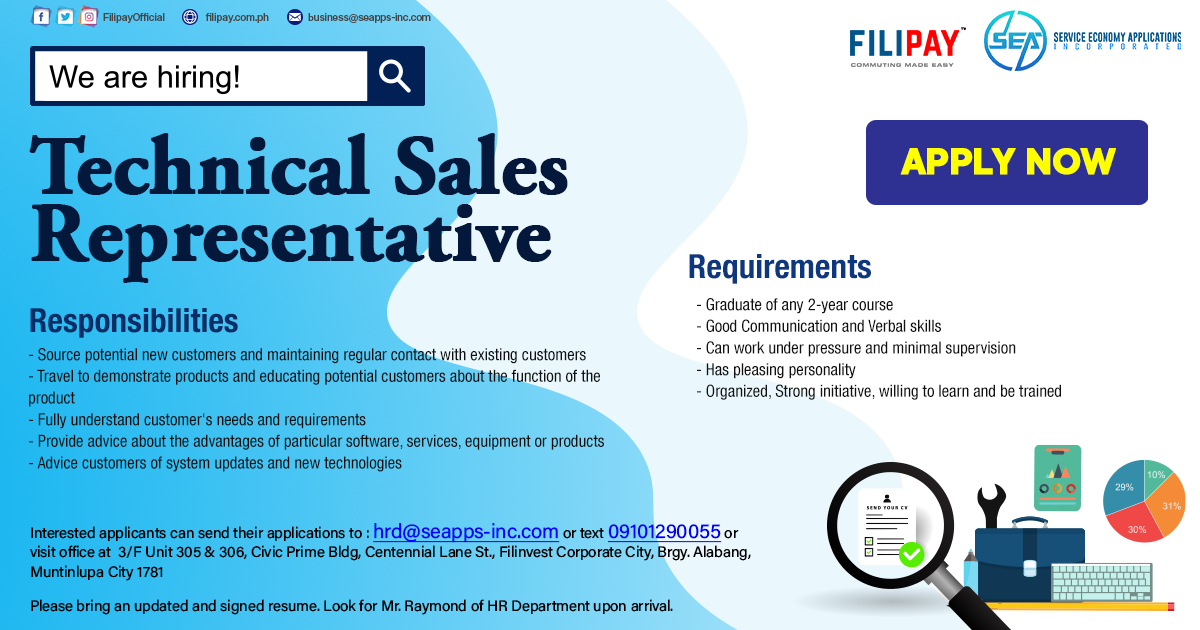 FilipayOfficial filipay.com.ph business@seapps-inc.com
FILIPAY™
COMMUTING MADE EASY
SEA
SERVICE ECONOMY APPLICATIONS
INCORPORATED
We are hiring!
APPLY NOW
Technical Sales
Representative
Responsibilities
- Source potential new customers and maintaining regular contact with existing customers
- Travel to demonstrate products and educating potential customers about the function of the
product
- Fully understand customer's needs and requirements
- Provide advice about the advantages of particular software, services, equipment or products
- Advice customers of system updates and new technologies
Requirements
- Graduate of any 2-year course
- Good Communication and Verbal skills
- Can work under pressure and minimal supervision
- Has pleasing personality
- Organized, Strong initiative, willing to learn and be trained
Interested applicants can send their applications to : hrd@seapps-inc.com or text 09101290055 or
visit office at 3/F Unit 305 & 306, Civic Prime Bldg, Centennial Lane St., Filinvest Corporate City, Brgy. Alabang,
Muntinlupa City 1781
Please bring an updated and signed resume. Look for Mr. Raymond of HR Department upon arrival.
SEND YOUR CV
10%
29%
31%
30%